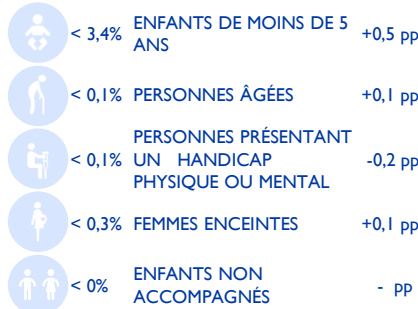 < 3,4% ENFANTS DE MOINS DE 5 ANS +0,5 pp
< 0,1% PERSONNES ÂGÉES +0,1 pp
< 0,1% PERSONNES PRÉSENTANT UN HANDICAP PHYSIQUE OU MENTAL -0,2 pp
< 0,3% FEMMES ENCEINTES +0,1 pp
< 0% ENFANTS NON ACCOMPAGNÉS - pp